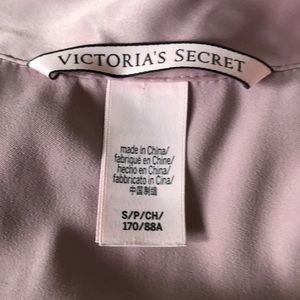 VICTORIA'S SECRET
made in China/
fabriqué en Chine/
hecho en China/
fabbricato in Cina/
中国制造
S/P/CH/
170/88A